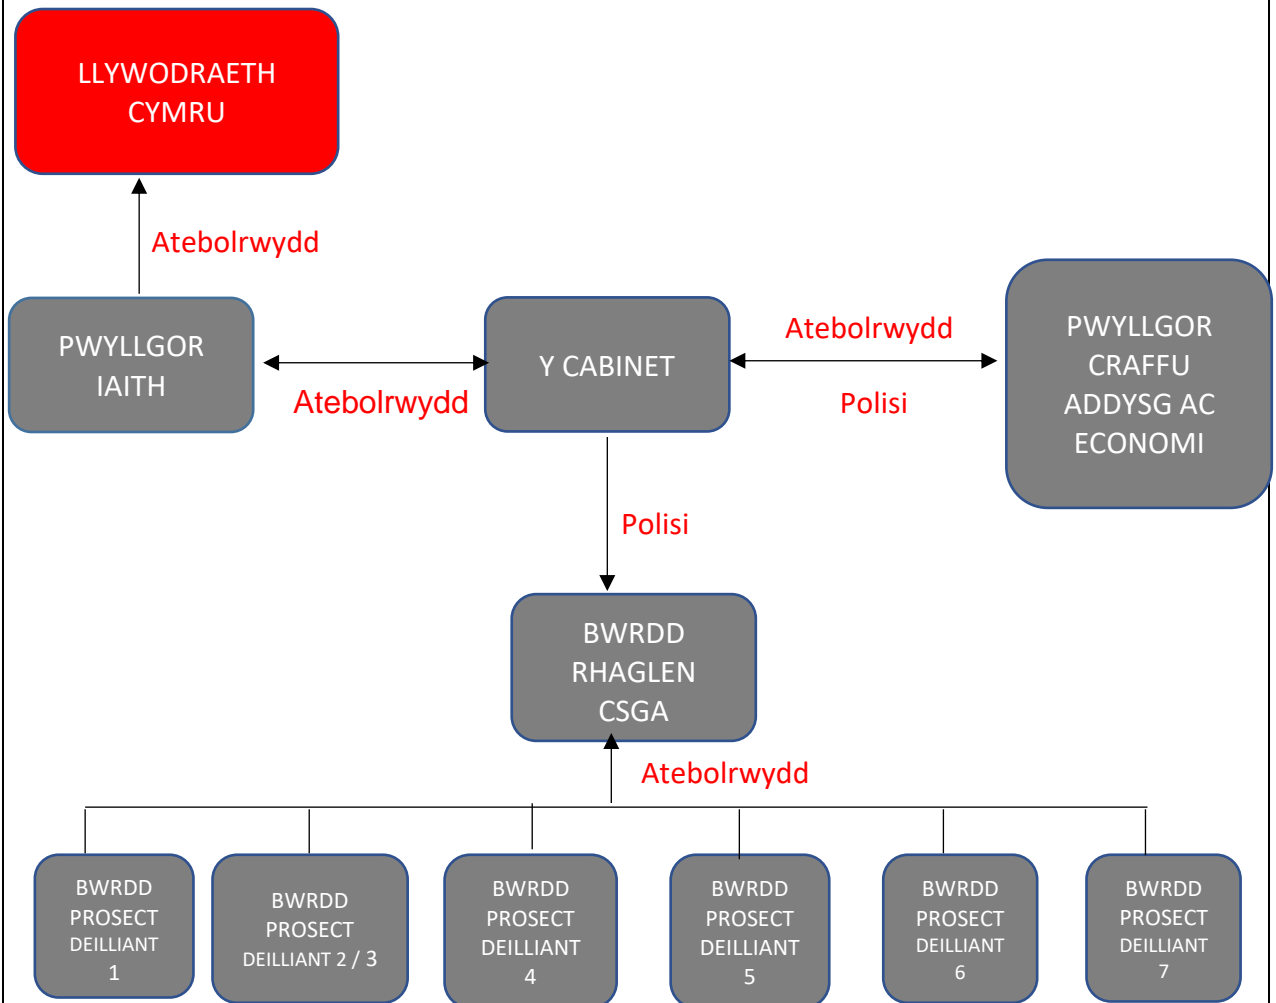 LLYWODRAETH
CYMRU
Atebolrwydd
PWYLLGOR
IAITH
Atebolrwydd
Y CABINET
Atebolrwydd
Polisi
PWYLLGOR
CRAFFU
ADDYSG AC
ECONOMI
Polisi
BWRDD
RHAGLEN
CSGA
Atebolrwydd
BWRDD
PROSECT
DEILLIANT
1
BWRDD
PROSECT
DEILLIANT 2 / 3
BWRDD
PROSECT
DEILLIANT
4
BWRDD
PROSECT
DEILLIANT
5
BWRDD
PROSECT
DEILLIANT
6
BWRDD
PROSECT
DEILLIANT
7